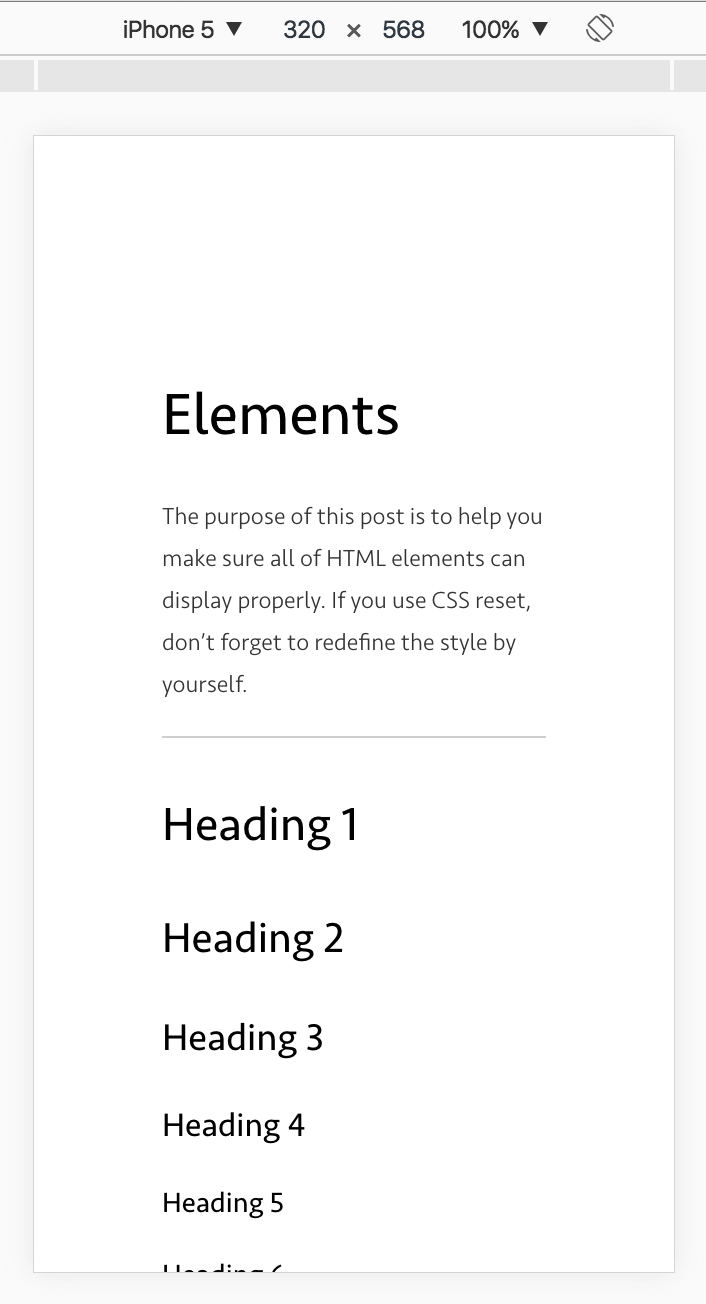 iPhone 5 ▼ 320 × 568 100% ▼
Elements
The purpose of this post is to help you
make sure all of HTML elements can
display properly. If you use CSS reset,
don’t forget to redefine the style by
yourself.
Heading 1
Heading 2
Heading 3
Heading 4
Heading 5
Heading 6